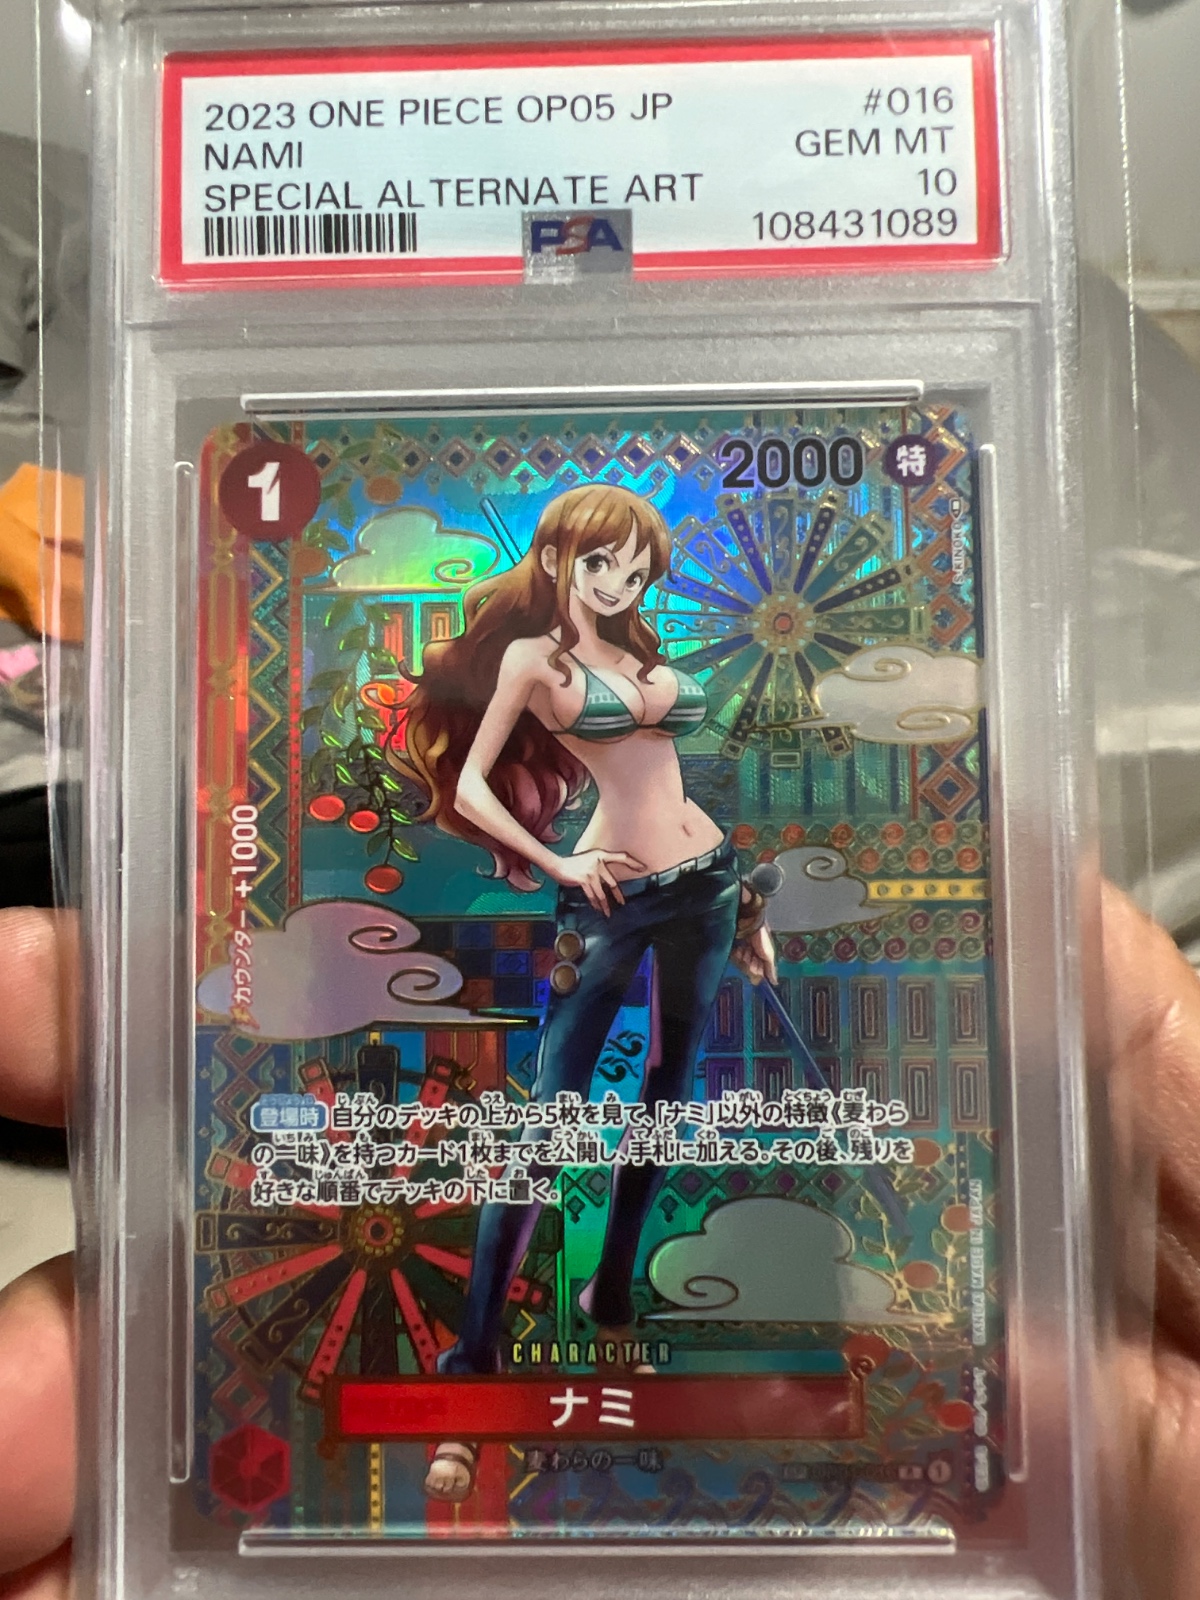 2023 ONE PIECE OP05 JP #016
NAMI GEM MT
SPECIAL ALTERNATE ART 10
PSA 108431089
1
2000 特
カウンター +1000
登場時 自分のデッキの上から5枚を見て、「ナミ」以外の特徴《麦わら
の一味》を持つカード1枚までを公開し、手札に加える。その後、残りを
好きな順番でデッキの下に置く。
CHARACTER
ナミ
麦わらの一味